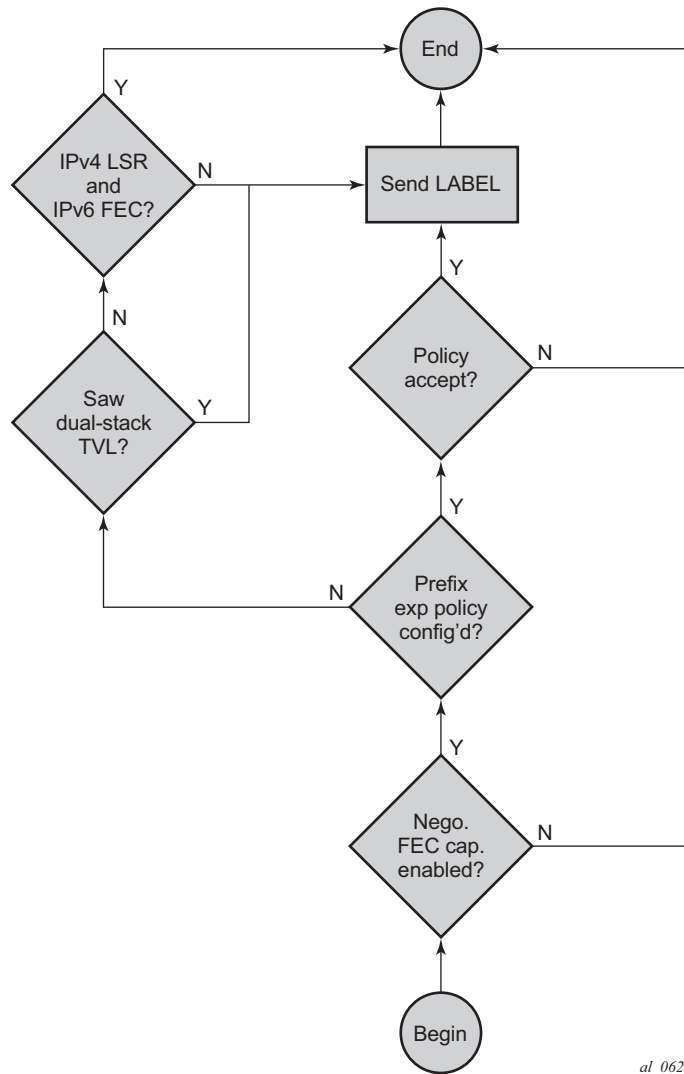 End
Y
IPv4 LSR
and
IPv6 FEC?
N
Send LABEL
Y
N
Policy
accept?
N
Saw
dual-stack
TVL?
Y
Y
N
Prefix
exp policy
config'd?
Y
Nego.
FEC cap.
enabled?
N
Begin
al_062